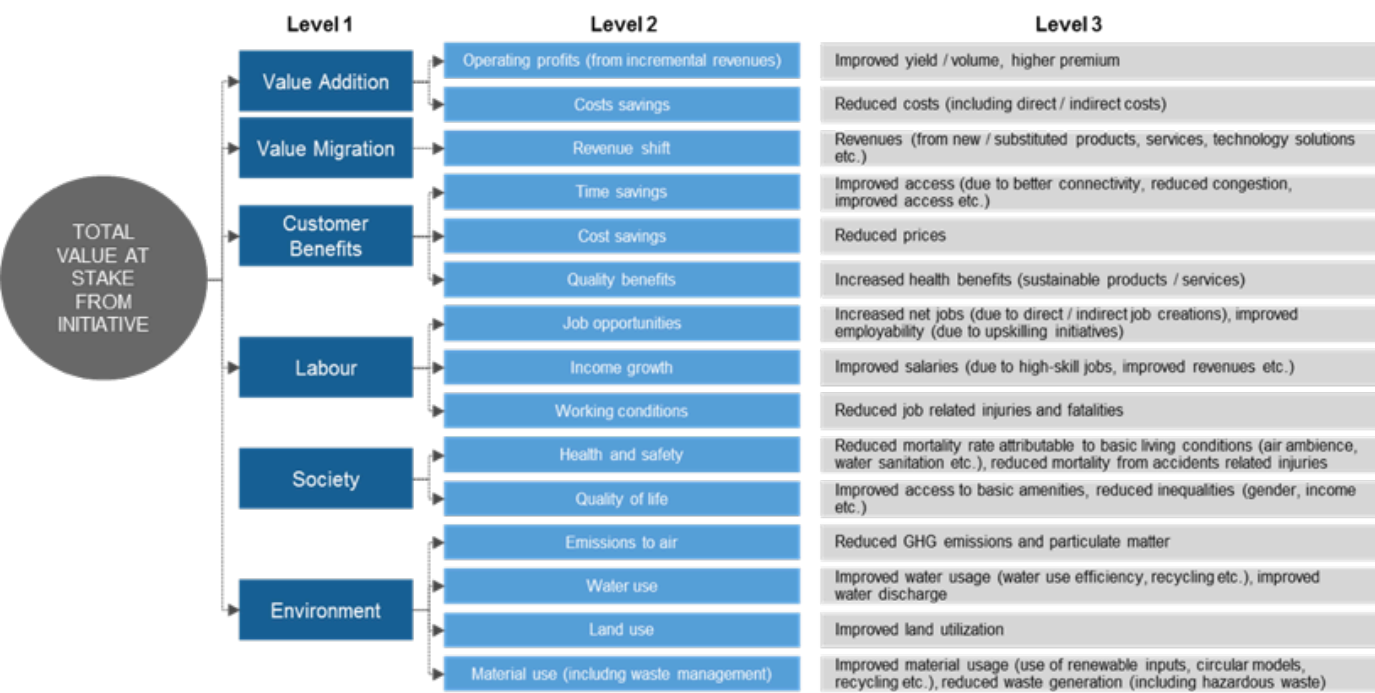 Level 1
Level 2
Level 3
TOTAL
VALUE AT
STAKE
FROM
INITIATIVE
Value Addition
Operating profits (from incremental revenues)
Improved yield / volume, higher premium
Costs savings
Reduced costs (including direct / indirect costs)
Value Migration
Revenue shift
Revenues (from new / substituted products, services, technology solutions
etc.)
Customer
Benefits
Time savings
Improved access (due to better connectivity, reduced congestion,
improved access etc.)
Cost savings
Reduced prices
Quality benefits
Increased health benefits (sustainable products / services)
Labour
Job opportunities
Increased net jobs (due to direct / indirect job creations), improved
employability (due to upskilling initiatives)
Income growth
Improved salaries (due to high-skill jobs, improved revenues etc.)
Working conditions
Reduced job related injuries and fatalities
Society
Health and safety
Reduced mortality rate attributable to basic living conditions (air ambience,
water sanitation etc.), reduced mortality from accidents related injuries
Quality of life
Improved access to basic amenities, reduced inequalities (gender, income
etc.)
Environment
Emissions to air
Reduced GHG emissions and particulate matter
Water use
Improved water usage (water use efficiency, recycling etc.), improved
water discharge
Land use
Improved land utilization
Material use (includng waste management)
Improved material usage (use of renewable inputs, circular models,
recycling etc.), reduced waste generation (including hazardous waste)